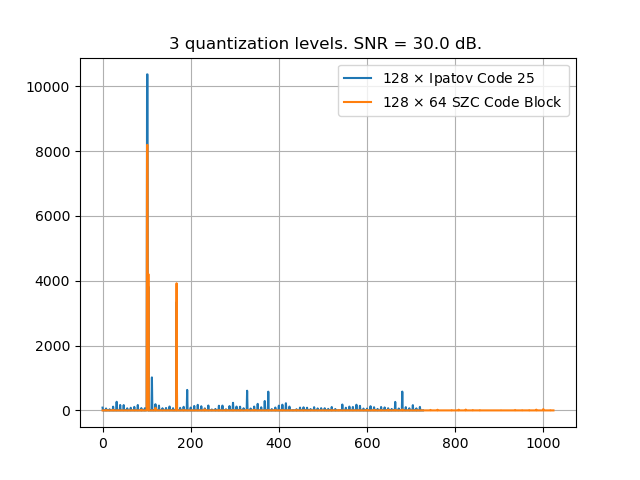 3 quantization levels. SNR = 30.0 dB.
128 × Ipatov Code 25
128 × 64 SZC Code Block
10000
8000
6000
4000
2000
0
0 200 400 600 800 1000